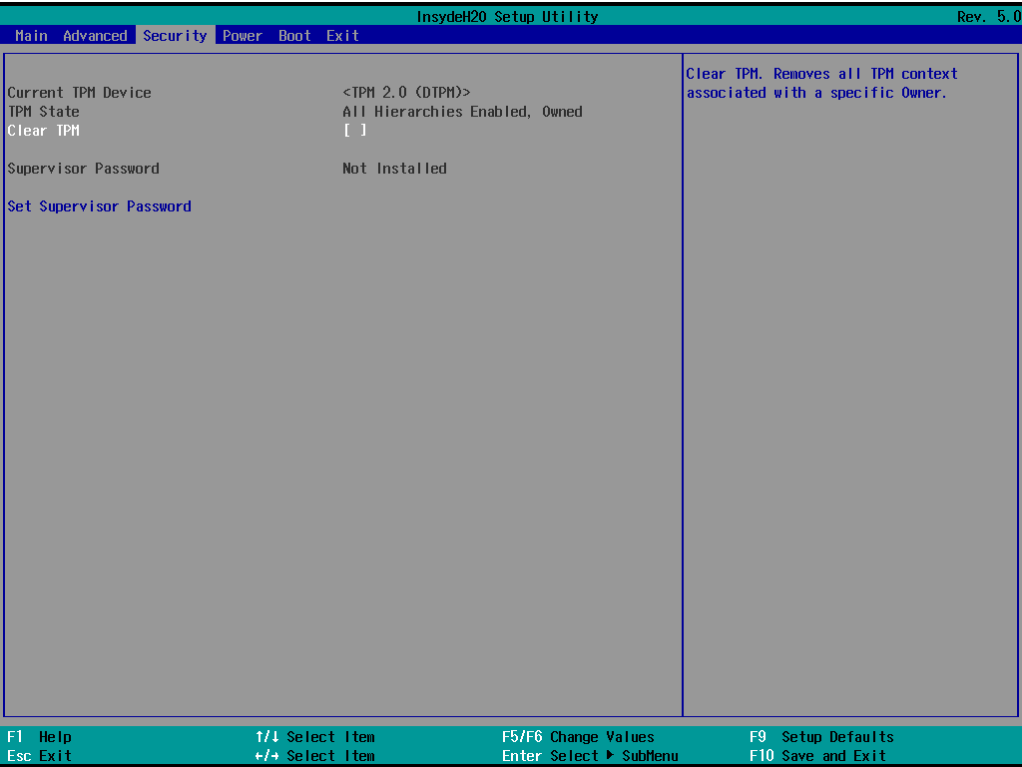 InsydeH20 Setup Utility Rev. 5.0
Main Advanced Security Power Boot Exit
Clear TPM. Removes all TPM context
associated with a specific Owner.
Current TPM Device <TPM 2.0 (DTPM)>
TPM State All Hierarchies Enabled, Owned
Clear TPM [ ]
Supervisor Password Not Installed
Set Supervisor Password
F1 Help ↑/↓ Select Item F5/F6 Change Values F9 Setup Defaults
Esc Exit ←/→ Select Item Enter Select ▶ SubMenu F10 Save and Exit